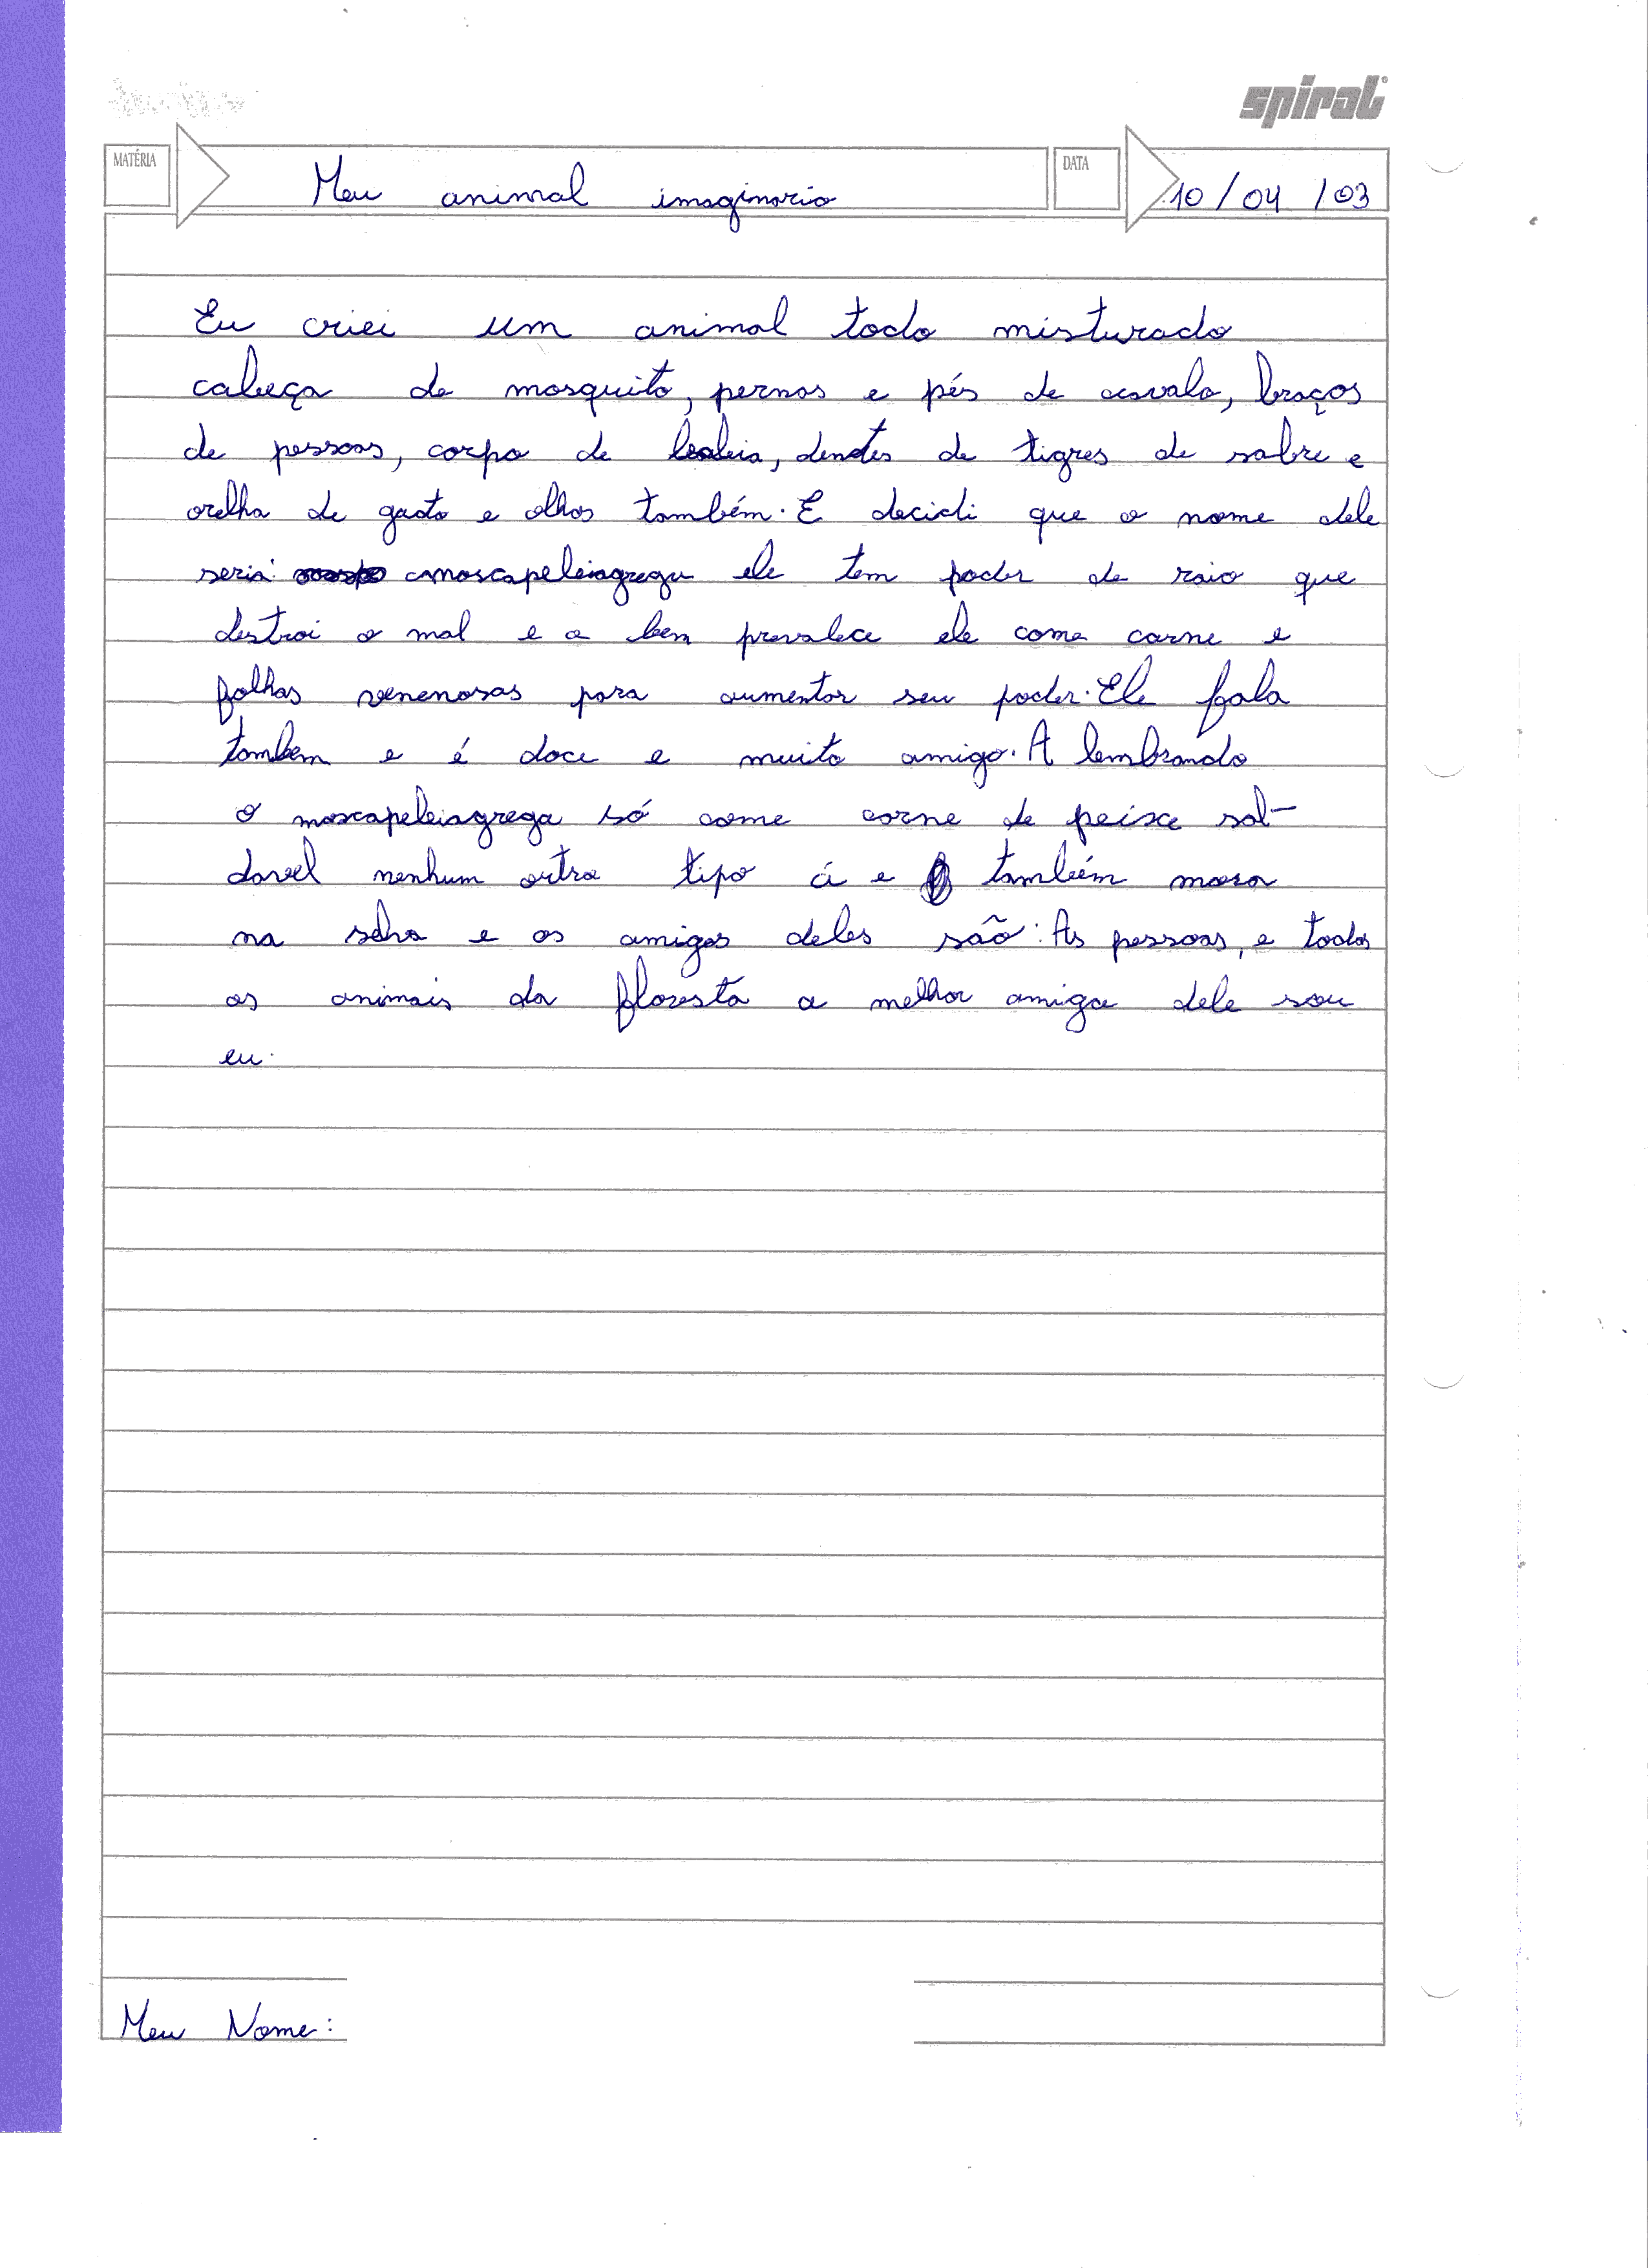 spiral
MATÉRIA Meu animal imaginario DATA 10/04/03
Eu criei um animal todo misturado
cabeça de mosquito, pernas e pés de cavalo, braços
de pessoas, corpo de baleia, dentes de tigres de sabre e
orelha de gato e olhos também. E decidi que o nome dele
seria: amoscapeleiagrega ele tem poder de raio que
destroi o mal e o bem prevalece ele come carne e
folhas venenosas para aumentar seu poder. Ele fala
tambem e é doce e muito amigo. A lembrando
o moscapeleiagrega só come carne de peixe sal-
davel nenhum outro tipo á e também mora
na selva e os amigos deles são: As pessoas, e todos
os animais da floresta a melhor amiga dele sou
eu.
Meu Nome: